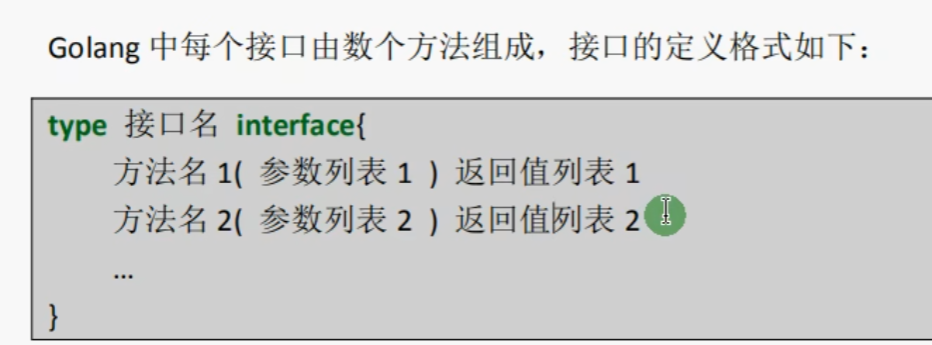 Golang 中每个接口由数个方法组成，接口的定义格式如下：
type 接口名 interface{
方法名 1( 参数列表 1 ) 返回值列表 1
方法名 2( 参数列表 2 ) 返回值列表 2
...
}